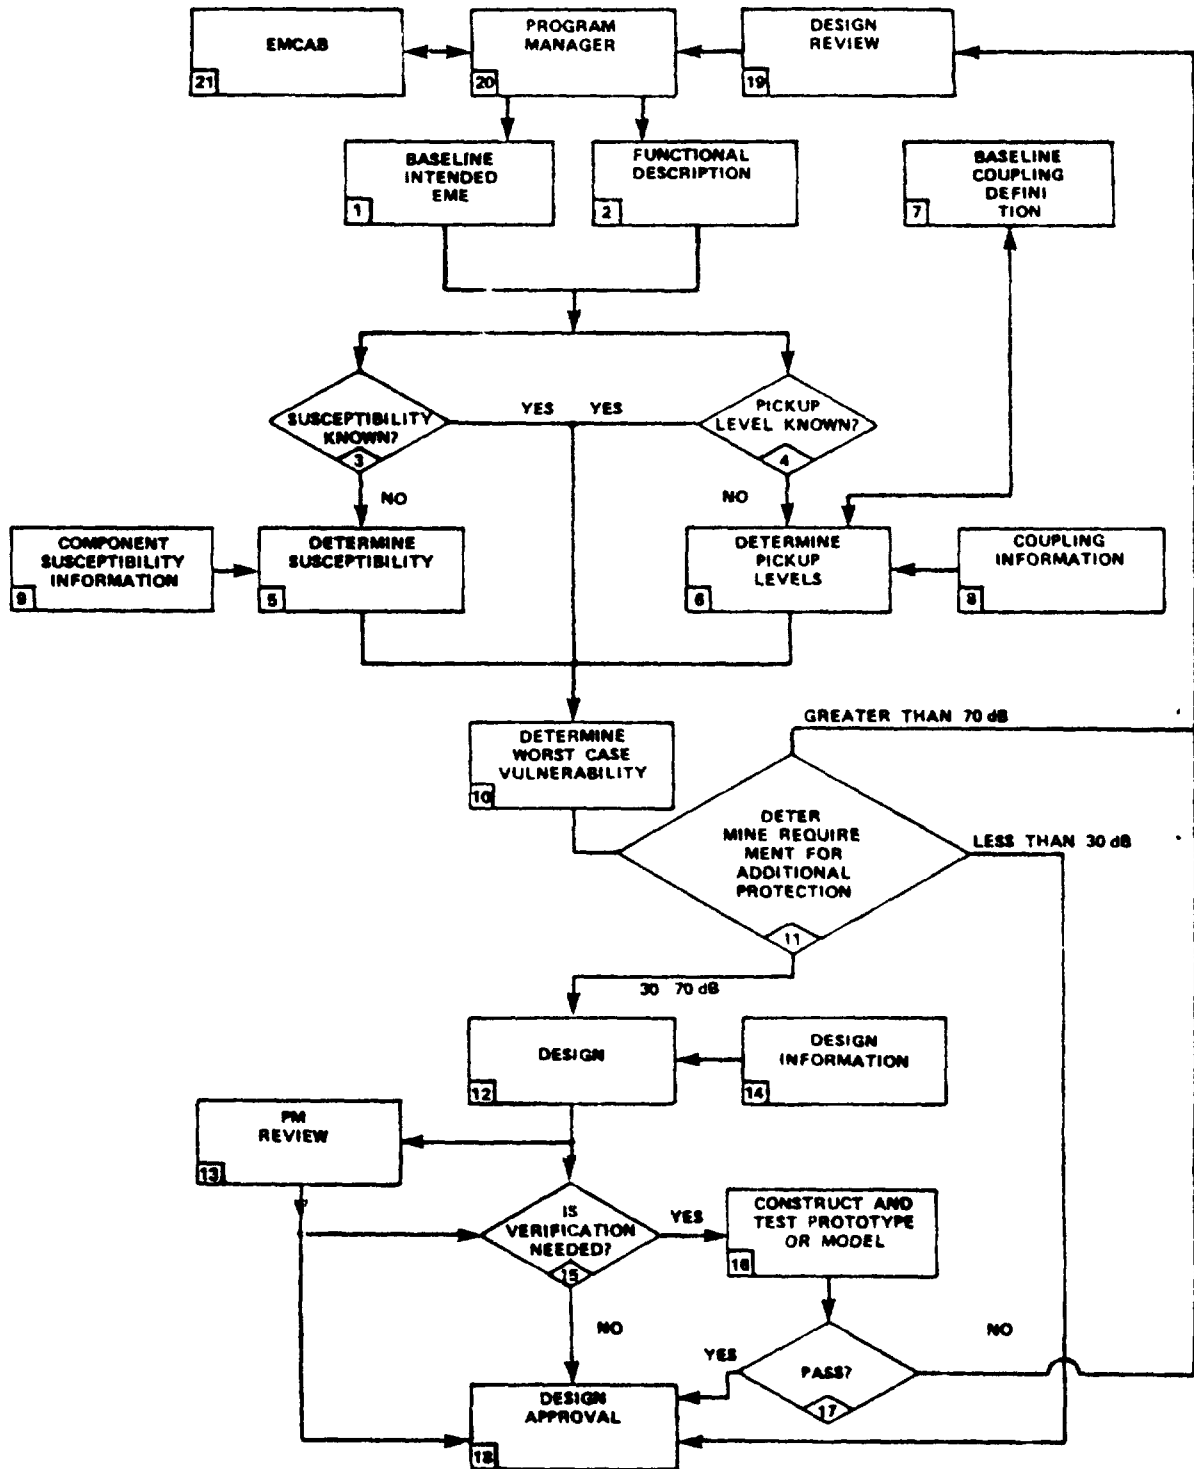 EMCAB
21
PROGRAM
MANAGER
20
DESIGN
REVIEW
19
BASELINE
INTENDED
EME
1
FUNCTIONAL
DESCRIPTION
2
BASELINE
COUPLING
DEFINI
TION
7
SUSCEPTIBILITY
KNOWN?
3
YES YES
PICKUP
LEVEL KNOWN?
4
NO
NO
COMPONENT
SUSCEPTIBILITY
INFORMATION
9
DETERMINE
SUSCEPTIBILITY
5
DETERMINE
PICKUP
LEVELS
6
COUPLING
INFORMATION
8
DETERMINE
WORST CASE
VULNERABILITY
10
GREATER THAN 70 dB
DETER
MINE REQUIRE
MENT FOR
ADDITIONAL
PROTECTION
11
LESS THAN 30 dB
30 70 dB
DESIGN
12
DESIGN
INFORMATION
14
PM
REVIEW
13
IS
VERIFICATION
NEEDED?
15
YES
CONSTRUCT AND
TEST PROTOTYPE
OR MODEL
16
NO
YES
PASS?
17
NO
DESIGN
APPROVAL
18